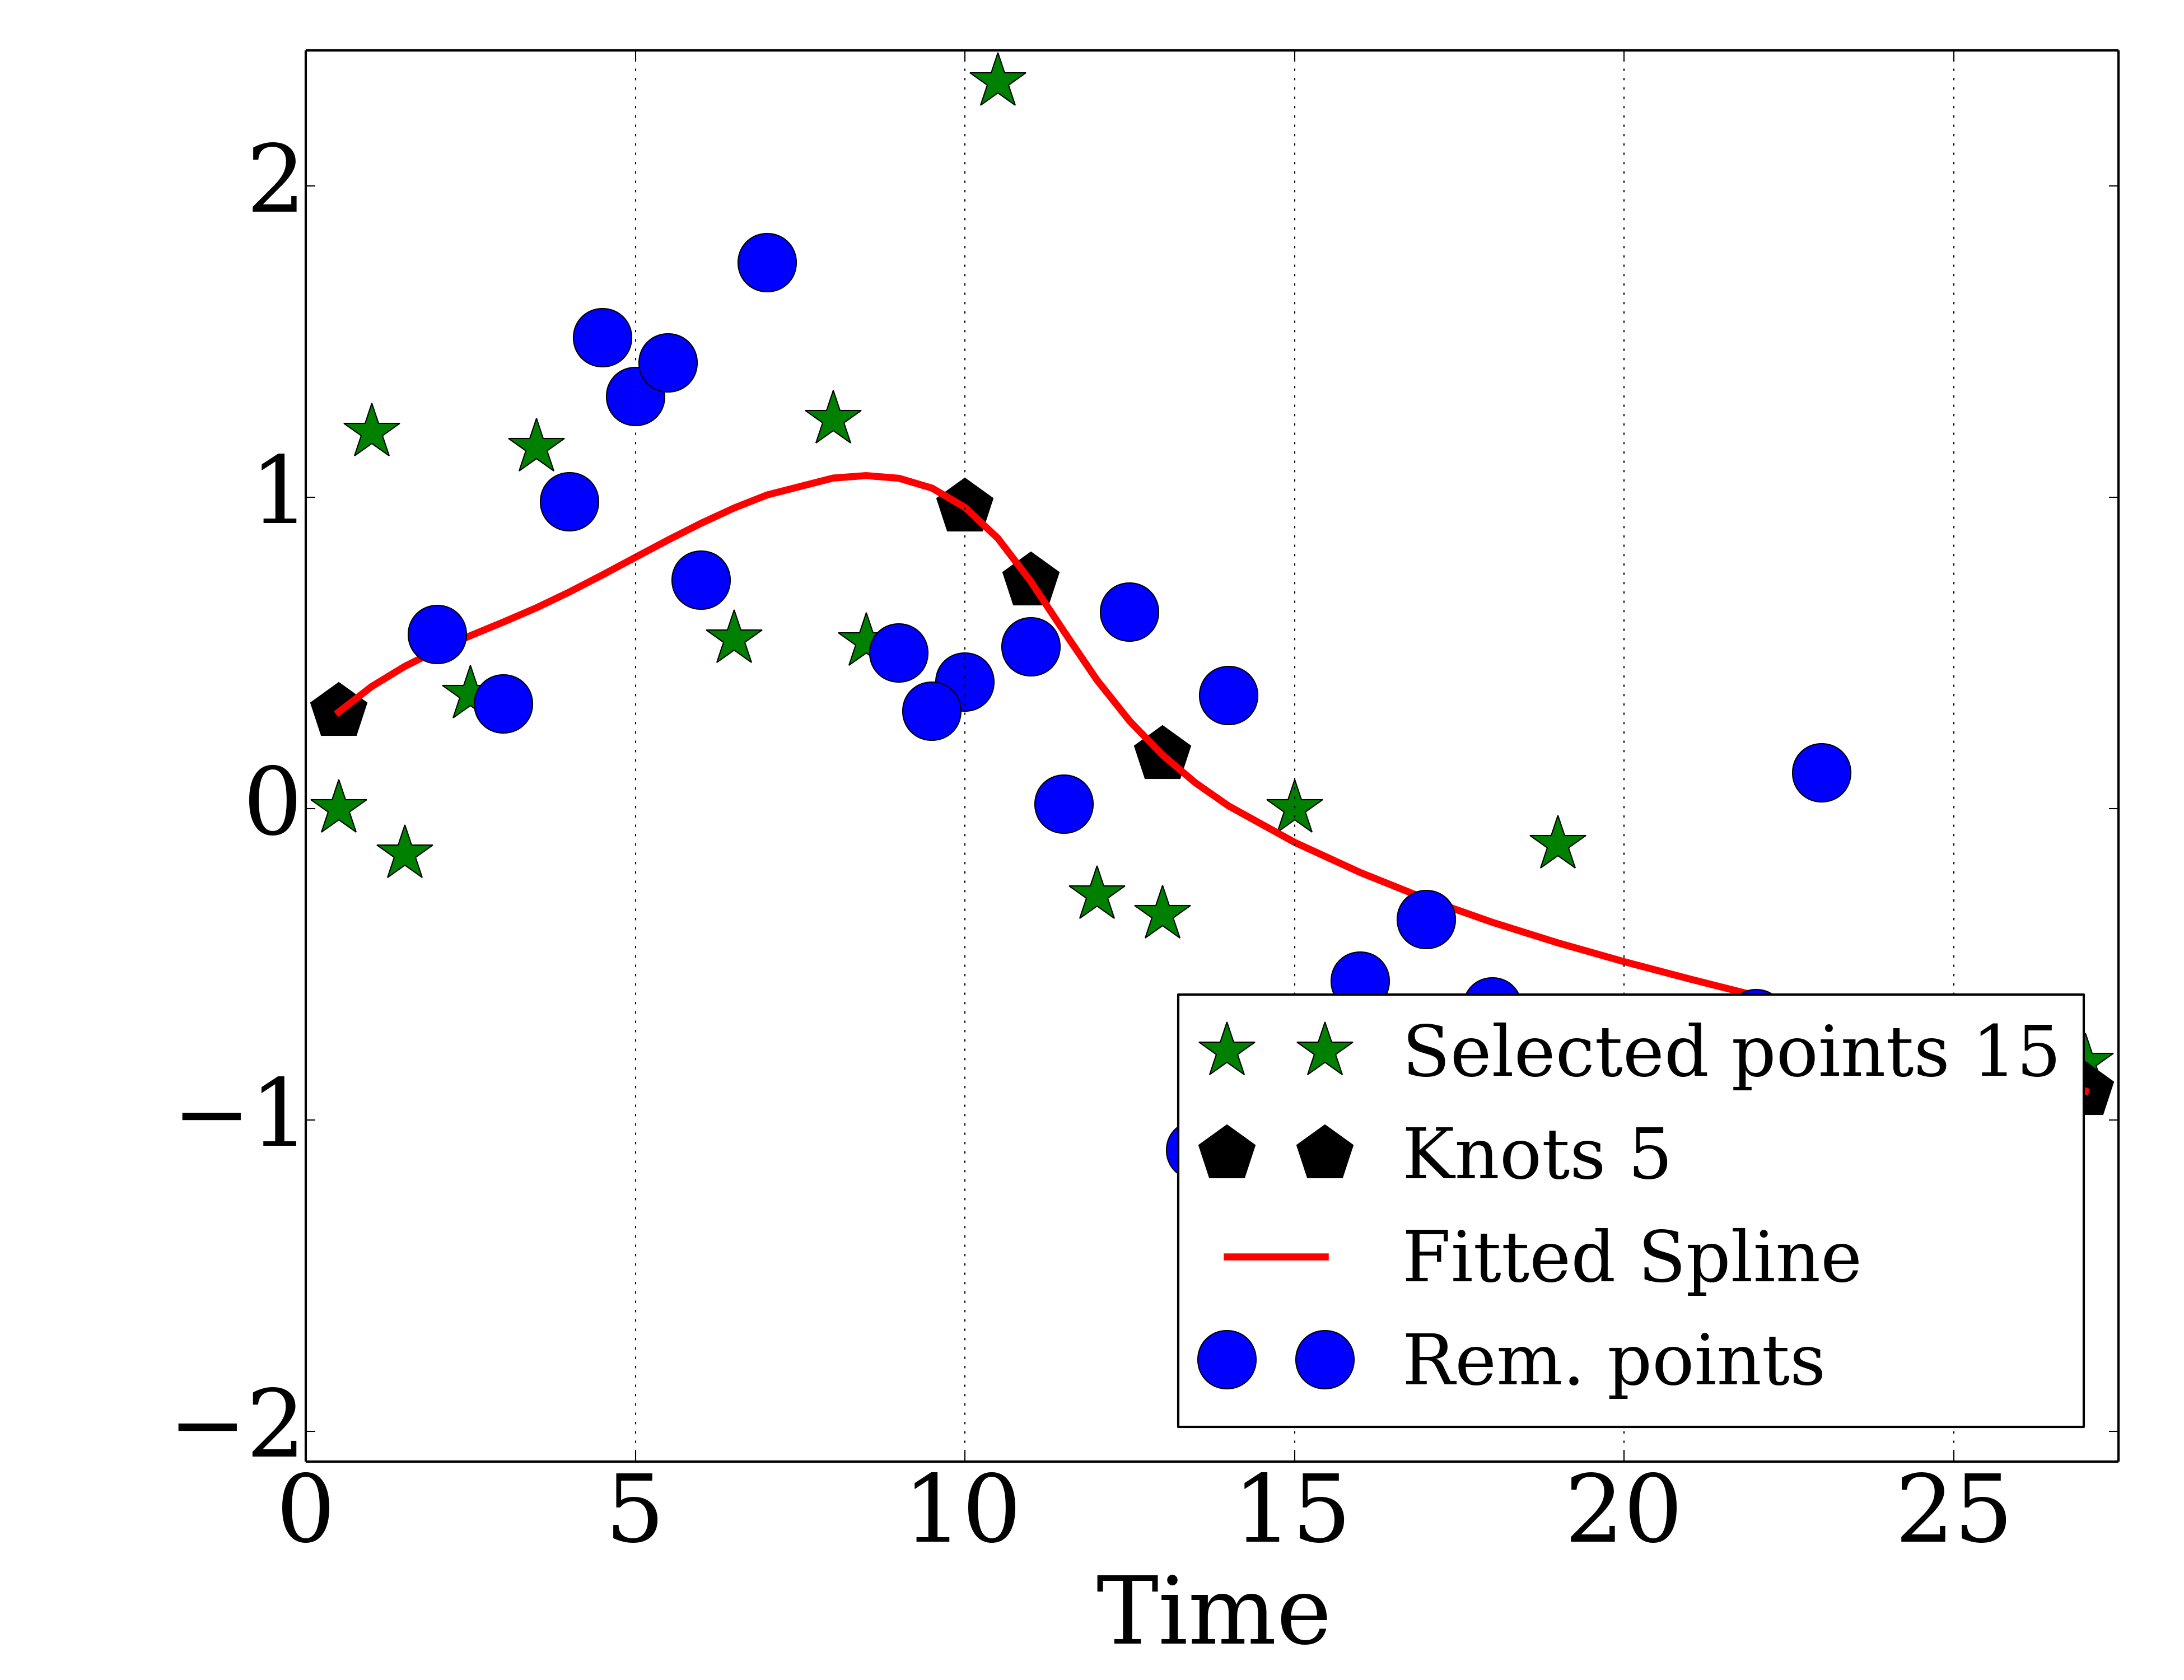 2
1
0
−1
−2
0 5 10 15 20 25
Time
Selected points 15
Knots 5
Fitted Spline
Rem. points